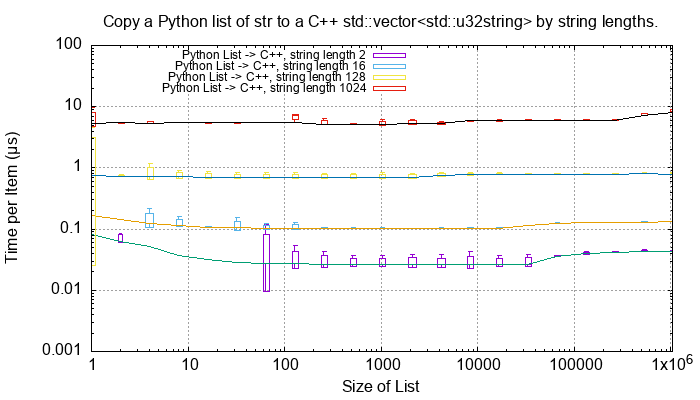 Copy a Python list of str to a C++ std::vector<std::u32string> by string lengths.
Python List -> C++, string length 2
Python List -> C++, string length 16
Python List -> C++, string length 128
Python List -> C++, string length 1024
Time per Item (µs)
100
10
1
0.1
0.01
0.001
1 10 100 1000 10000 100000 1x10⁶
Size of List